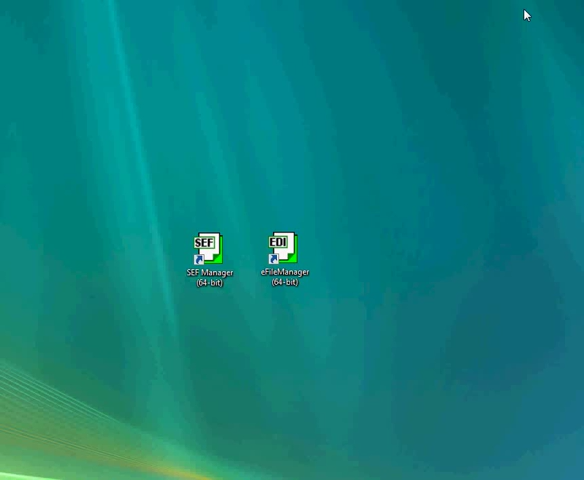 SEF
EDI
SEF Manager
(64-bit)
eFileManager
(64-bit)